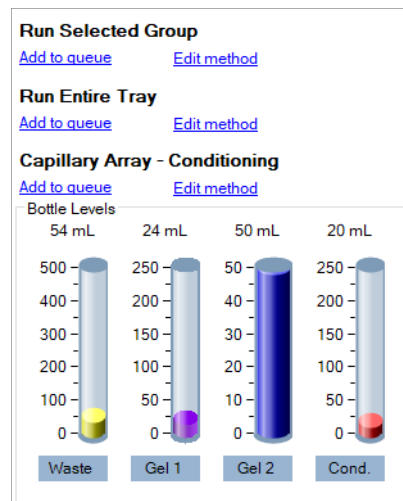 Run Selected Group
Add to queue Edit method
Run Entire Tray
Add to queue Edit method
Capillary Array - Conditioning
Add to queue Edit method
Bottle Levels
54 mL 24 mL 50 mL 20 mL
500 250 50 250
400 200 40 200
300 150 30 150
200 100 20 100
100 50 10 50
0 0 0 0
Waste Gel 1 Gel 2 Cond.